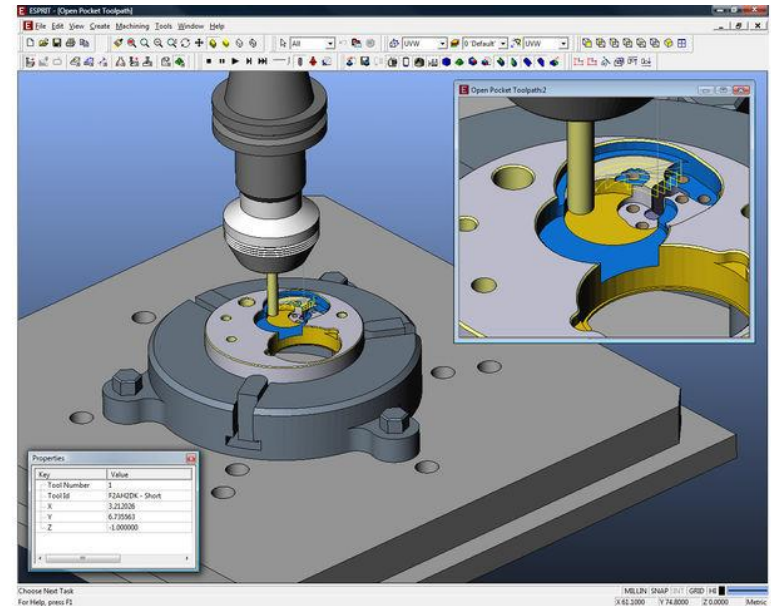 ESPRIT - [Open Pocket Toolpath]
File Edit View Create Machining Tools Window Help
All
UVW
0 'Default'
UVW
Open Pocket Toolpath:2
Properties
Key Value
Tool Number 1
Tool Id F2AH2DK - Short
X 3.212026
Y 6.735563
Z -1.000000
Choose Next Task
MILLIN SNAP INT GRID HI
For Help, press F1
X 61.1000 Y 74.8000 Z 0.0000 Metric